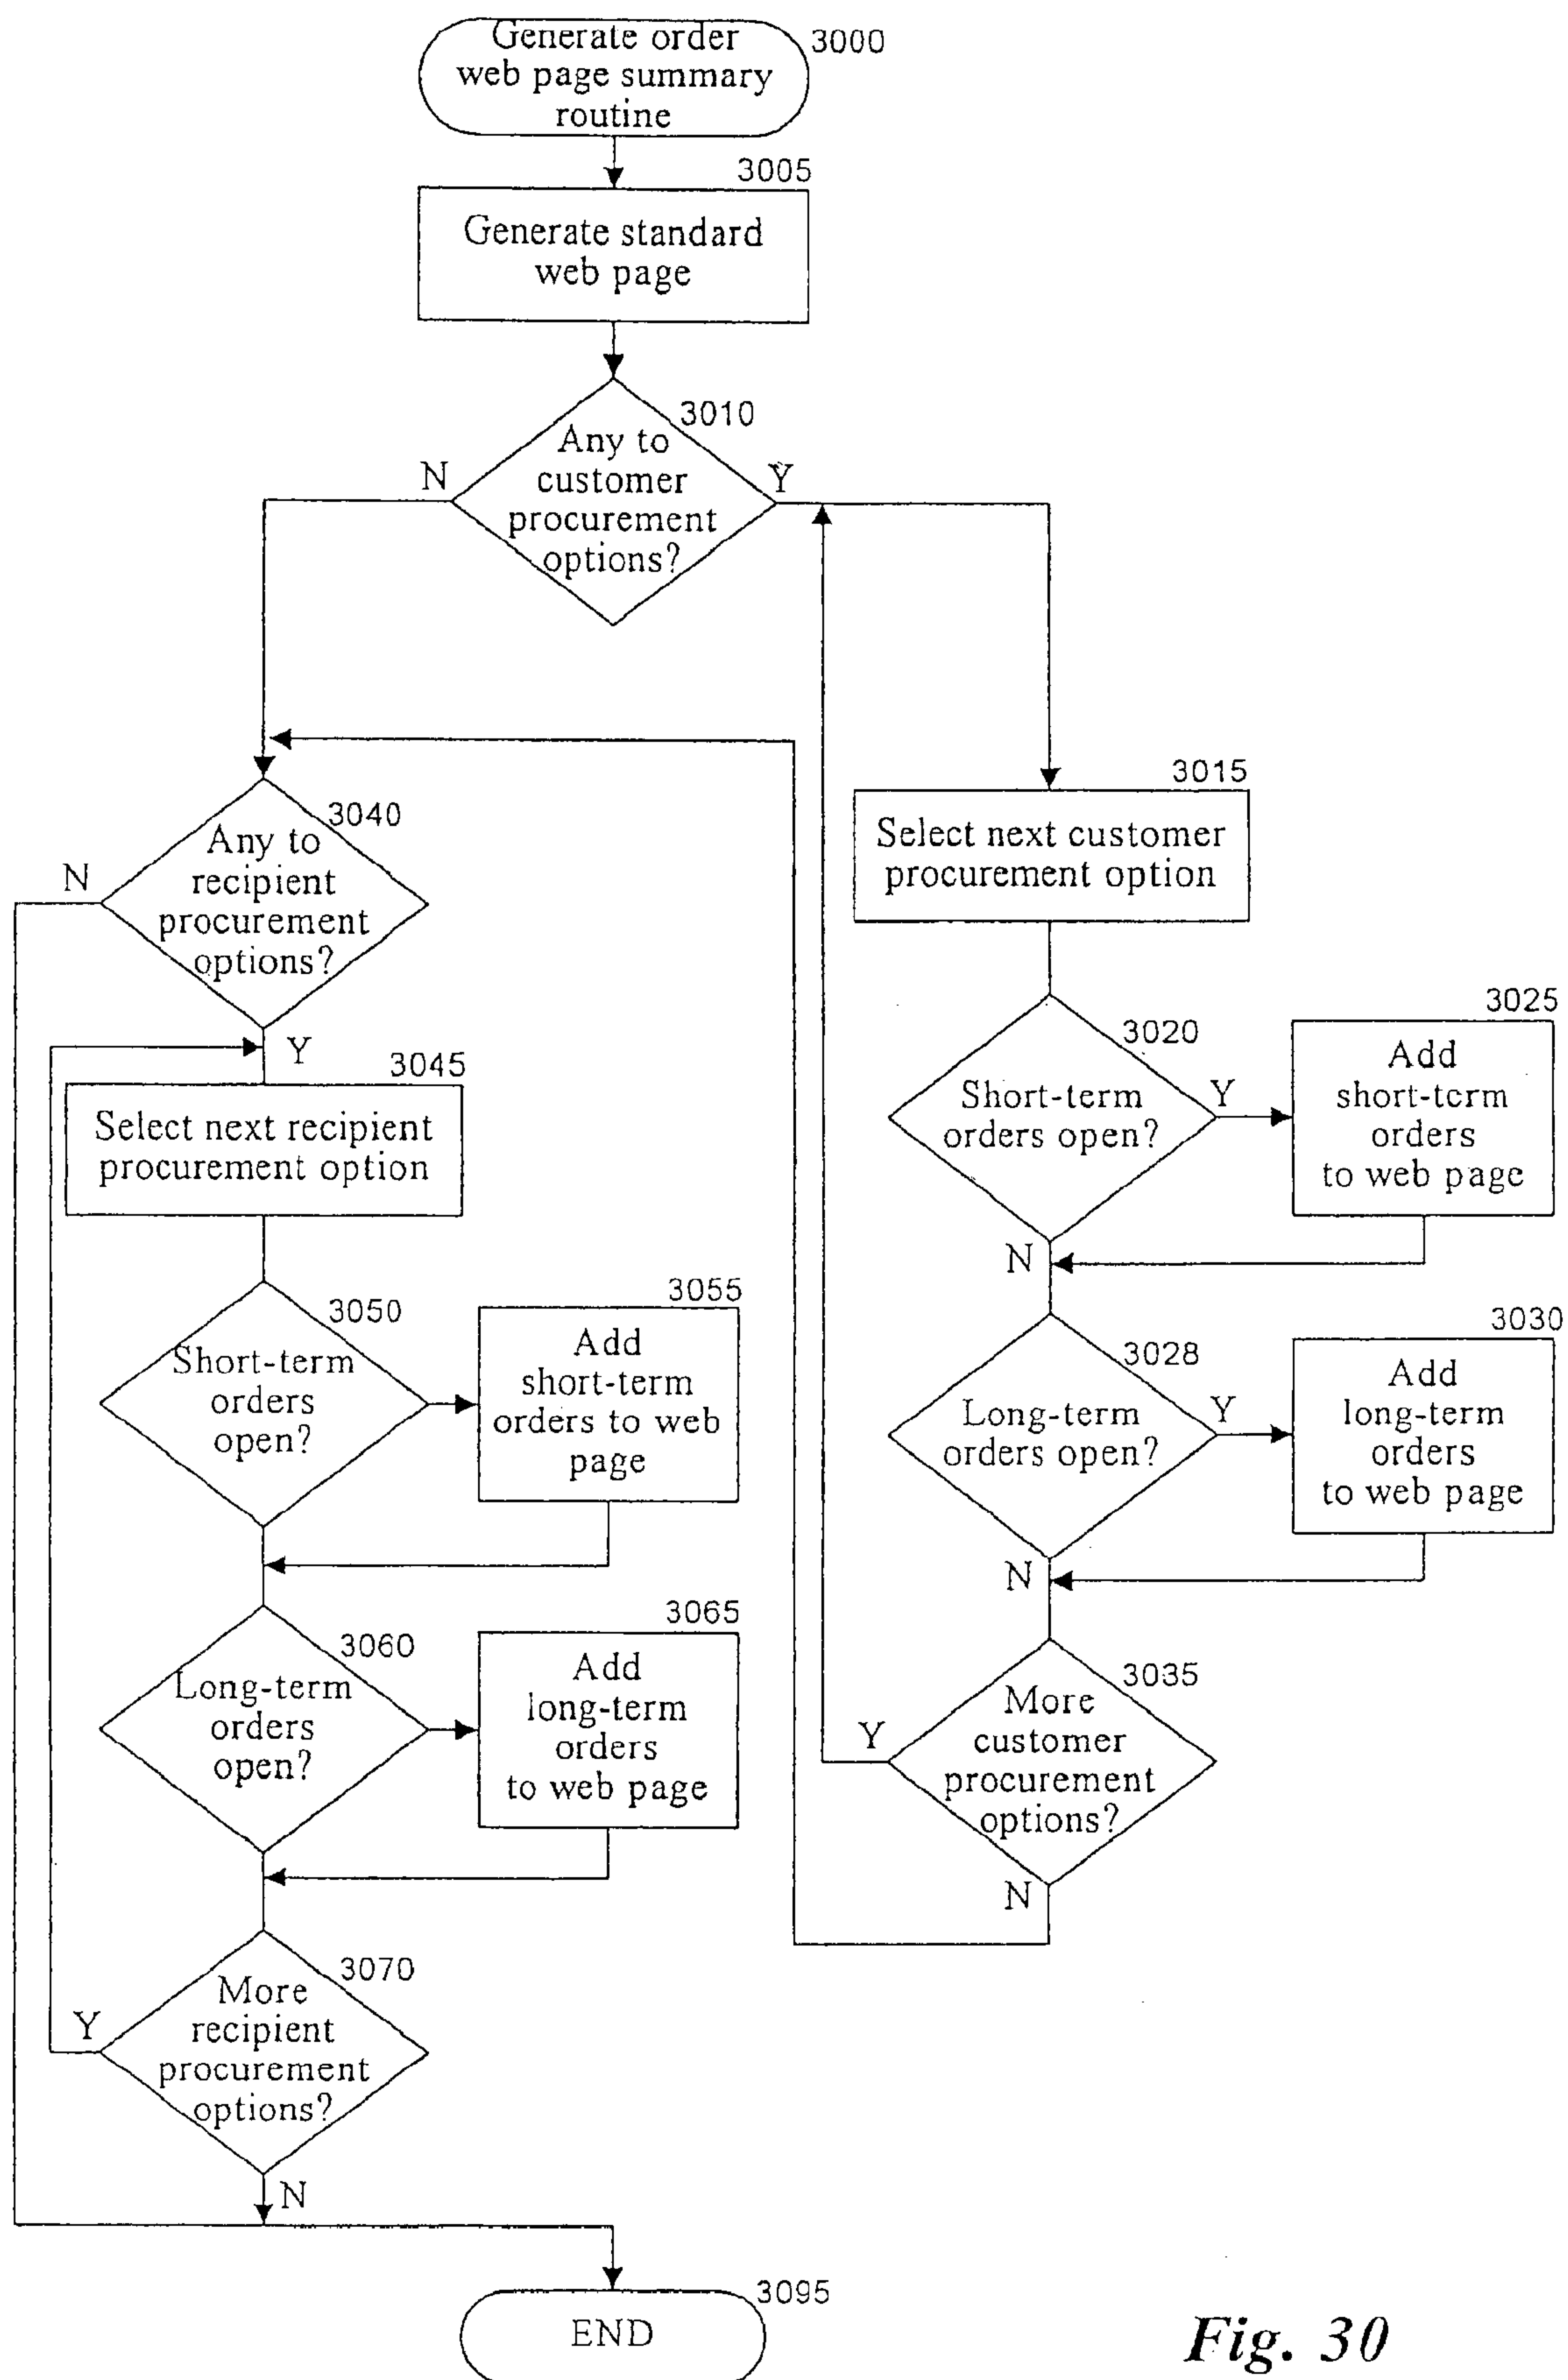 Generate order
web page summary
routine
3000
3005
Generate standard
web page
3010
Any to
customer
procurement
options?
N
Y
3015
Select next customer
procurement option
3040
Any to
recipient
procurement
options?
N
Y
3020
Short-term
orders open?
Y
N
3025
Add
short-term
orders
to web page
3045
Select next recipient
procurement option
3050
Short-term
orders
open?
3055
Add
short-term
orders to web
page
3028
Long-term
orders open?
Y
N
3030
Add
long-term
orders
to web page
3060
Long-term
orders
open?
3065
Add
long-term
orders
to web page
3035
More
customer
procurement
options?
Y
N
3070
More
recipient
procurement
options?
Y
N
3095
END
Fig. 30